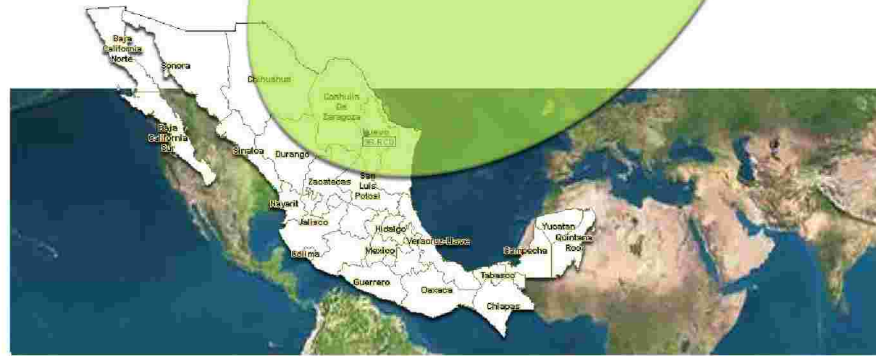 Baja
California
Norte
Sonora
Chihuahua
Coahuila
De
Zaragoza
Nuevo
Baja
California
Sur
Sinaloa
Durango
Zacatecas
San
Luis
Potosi
Nayarit
Jalisco
Hidalgo
Veracruz-Llave
Colima
Mexico
Guerrero
Oaxaca
Tabasco
Chiapas
Campeche
Yucatan
Quintana
Roo